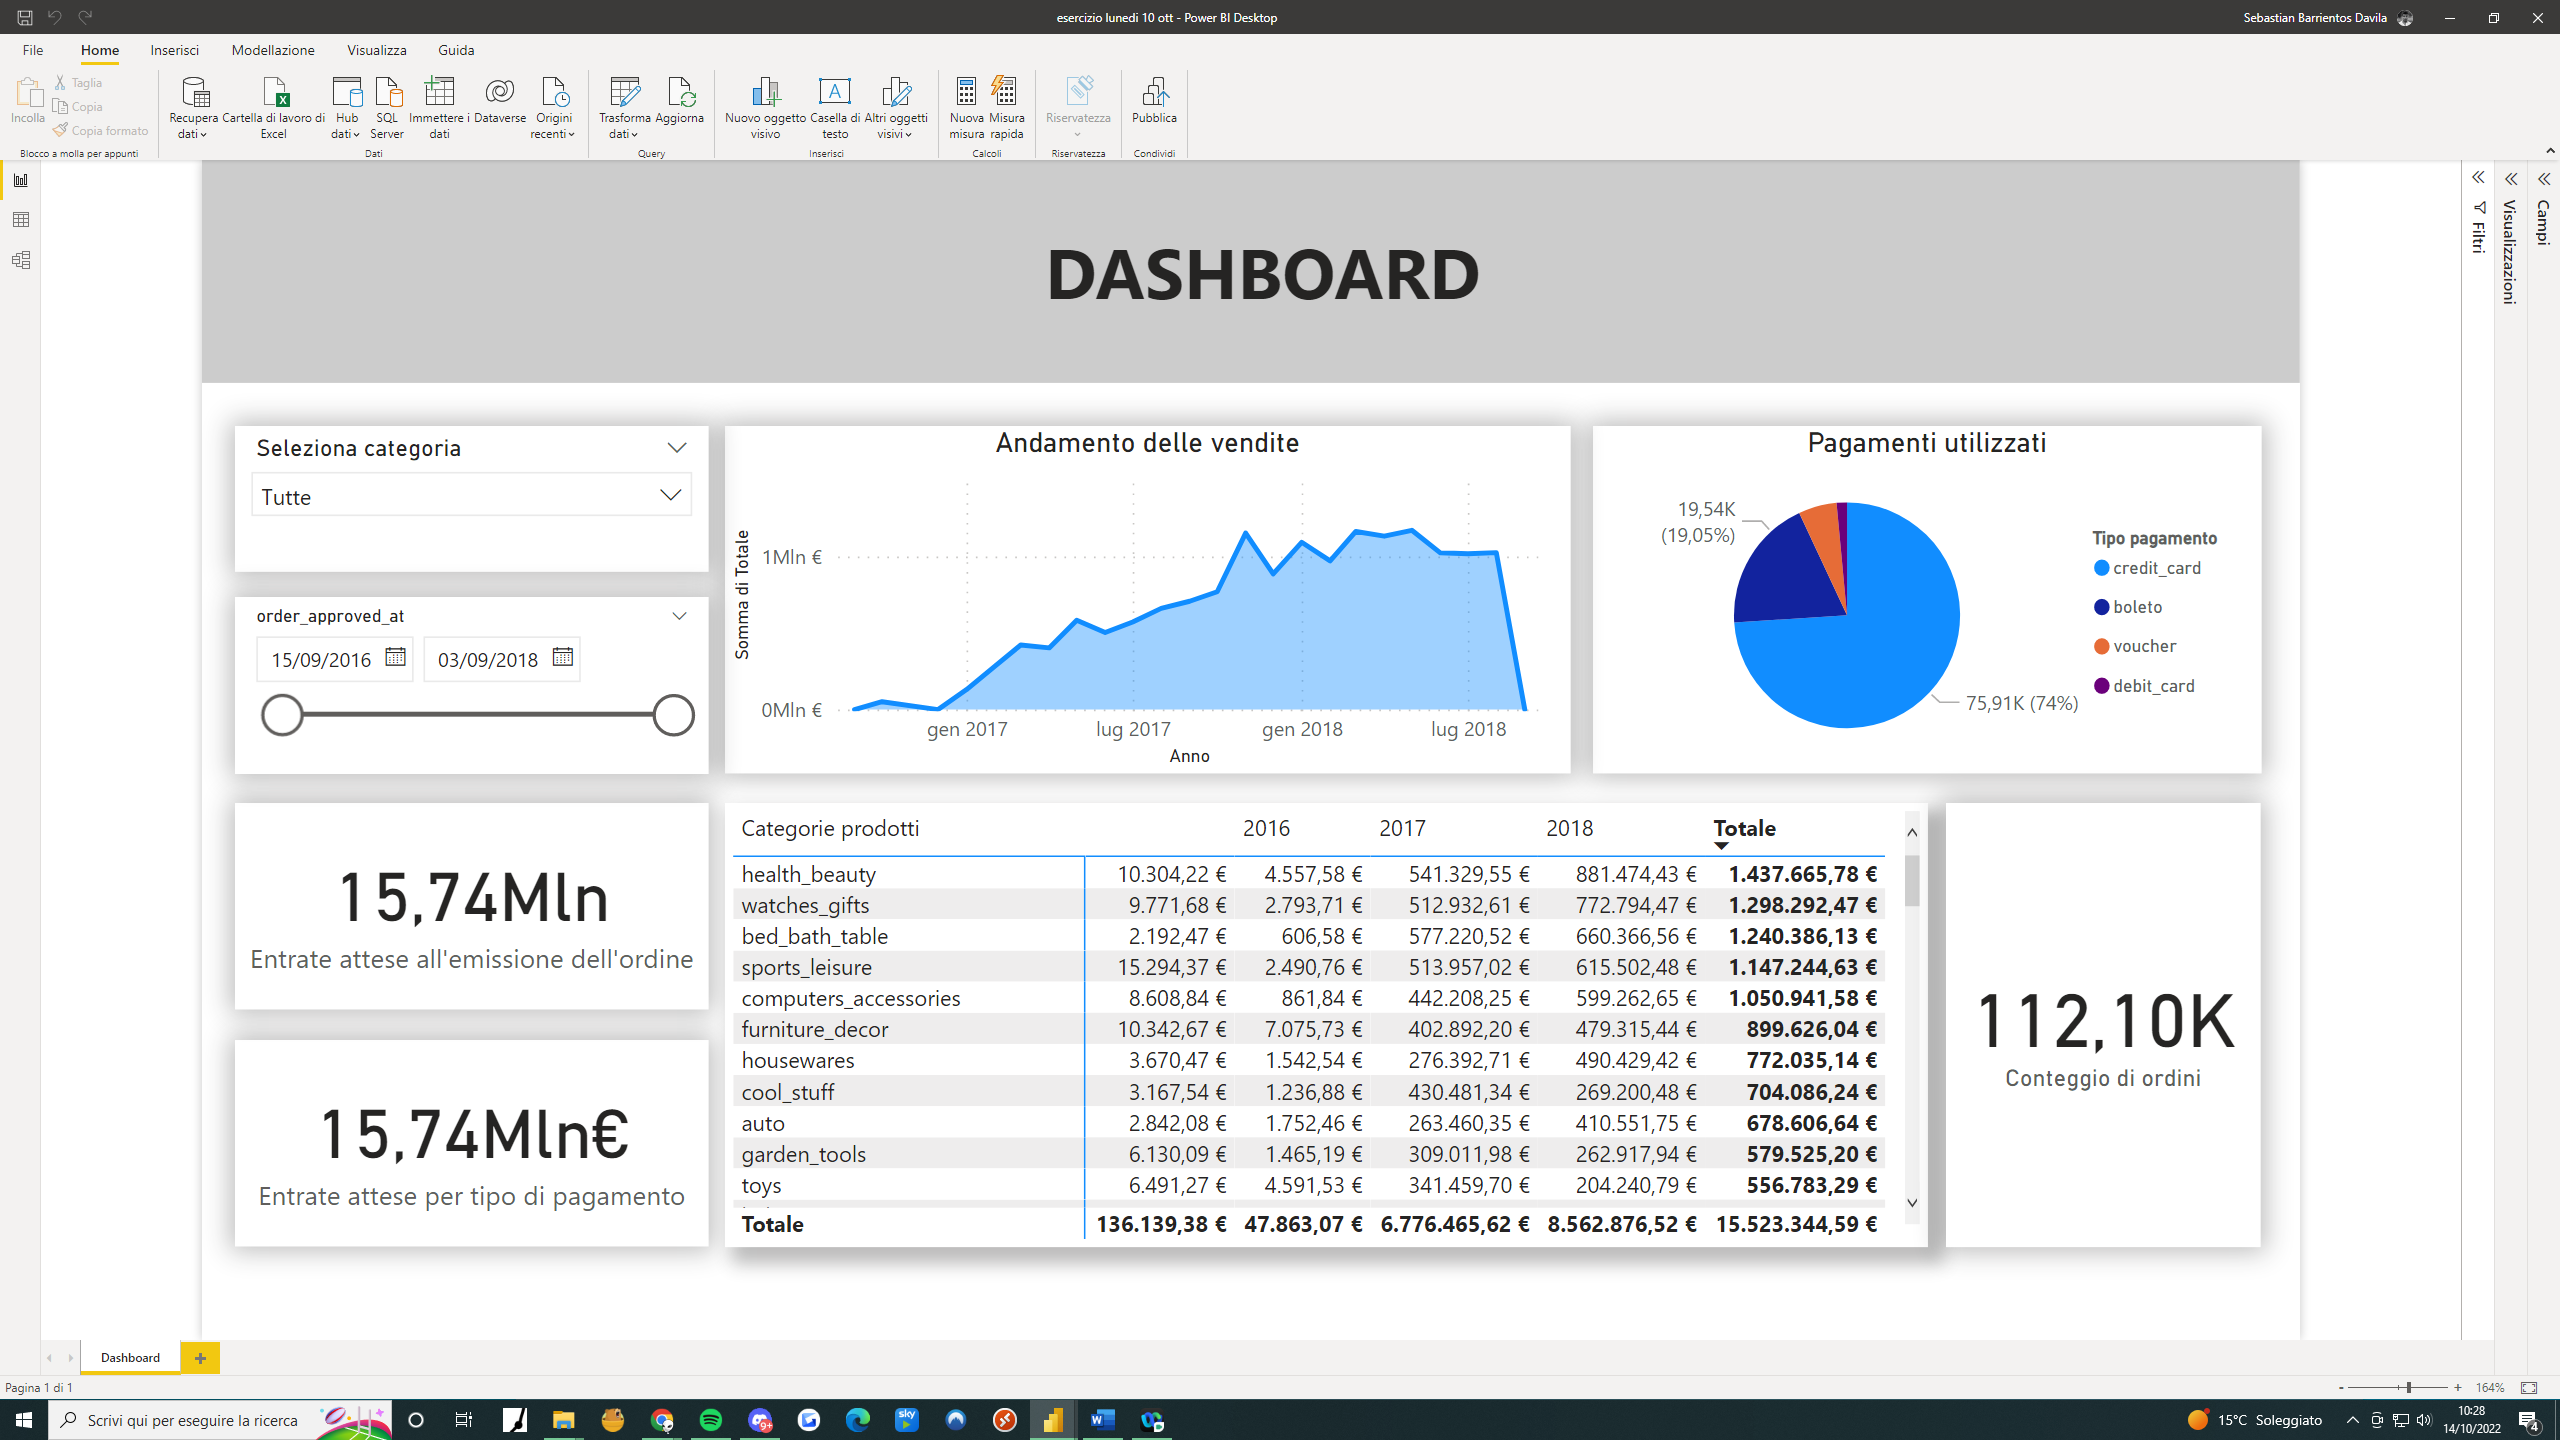 esercizio lunedì 10 ott - Power BI Desktop
Sebastian Barrientos Davila
File
Home
Inserisci
Modellazione
Visualizza
Guida
Incolla
Taglia
Copia
Copia formato
Blocco a molla per appunti
Recupera dati
Cartella di lavoro di Excel
Hub dati
SQL Server
Immettere i dati
Dataverse
Origini recenti
Dati
Trasforma dati
Aggiorna
Query
Nuovo oggetto visivo
Casella di testo
Altri oggetti visivi
Inserisci
Nuova misura
Misura rapida
Calcoli
Riservatezza
Riservatezza
Pubblica
Condividi
Filtri
Visualizzazioni
Campi
DASHBOARD
Seleziona categoria
Tutte
order_approved_at
15/09/2016
03/09/2018
Andamento delle vendite
Somma di Totale
1Mln €
0Mln €
gen 2017
lug 2017
gen 2018
lug 2018
Anno
Pagamenti utilizzati
19,54K
(19,05%)
75,91K (74%)
Tipo pagamento
credit_card
boleto
voucher
debit_card
15,74Mln
Entrate attese all'emissione dell'ordine
15,74Mln€
Entrate attese per tipo di pagamento
Categorie prodotti 2016 2017 2018 Totale
health_beauty 10.304,22 € 4.557,58 € 541.329,55 € 881.474,43 € 1.437.665,78 €
watches_gifts 9.771,68 € 2.793,71 € 512.932,61 € 772.794,47 € 1.298.292,47 €
bed_bath_table 2.192,47 € 606,58 € 577.220,52 € 660.366,56 € 1.240.386,13 €
sports_leisure 15.294,37 € 2.490,76 € 513.957,02 € 615.502,48 € 1.147.244,63 €
computers_accessories 8.608,84 € 861,84 € 442.208,25 € 599.262,65 € 1.050.941,58 €
furniture_decor 10.342,67 € 7.075,73 € 402.892,20 € 479.315,44 € 899.626,04 €
housewares 3.670,47 € 1.542,54 € 276.392,71 € 490.429,42 € 772.035,14 €
cool_stuff 3.167,54 € 1.236,88 € 430.481,34 € 269.200,48 € 704.086,24 €
auto 2.842,08 € 1.752,46 € 263.460,35 € 410.551,75 € 678.606,64 €
garden_tools 6.130,09 € 1.465,19 € 309.011,98 € 262.917,94 € 579.525,20 €
toys 6.491,27 € 4.591,53 € 341.459,70 € 204.240,79 € 556.783,29 €
Totale 136.139,38 € 47.863,07 € 6.776.465,62 € 8.562.876,52 € 15.523.344,59 €
112,10K
Conteggio di ordini
Dashboard
Pagina 1 di 1
164%
Scrivi qui per eseguire la ricerca
9+
sky
15°C Soleggiato
10:28
14/10/2022
4